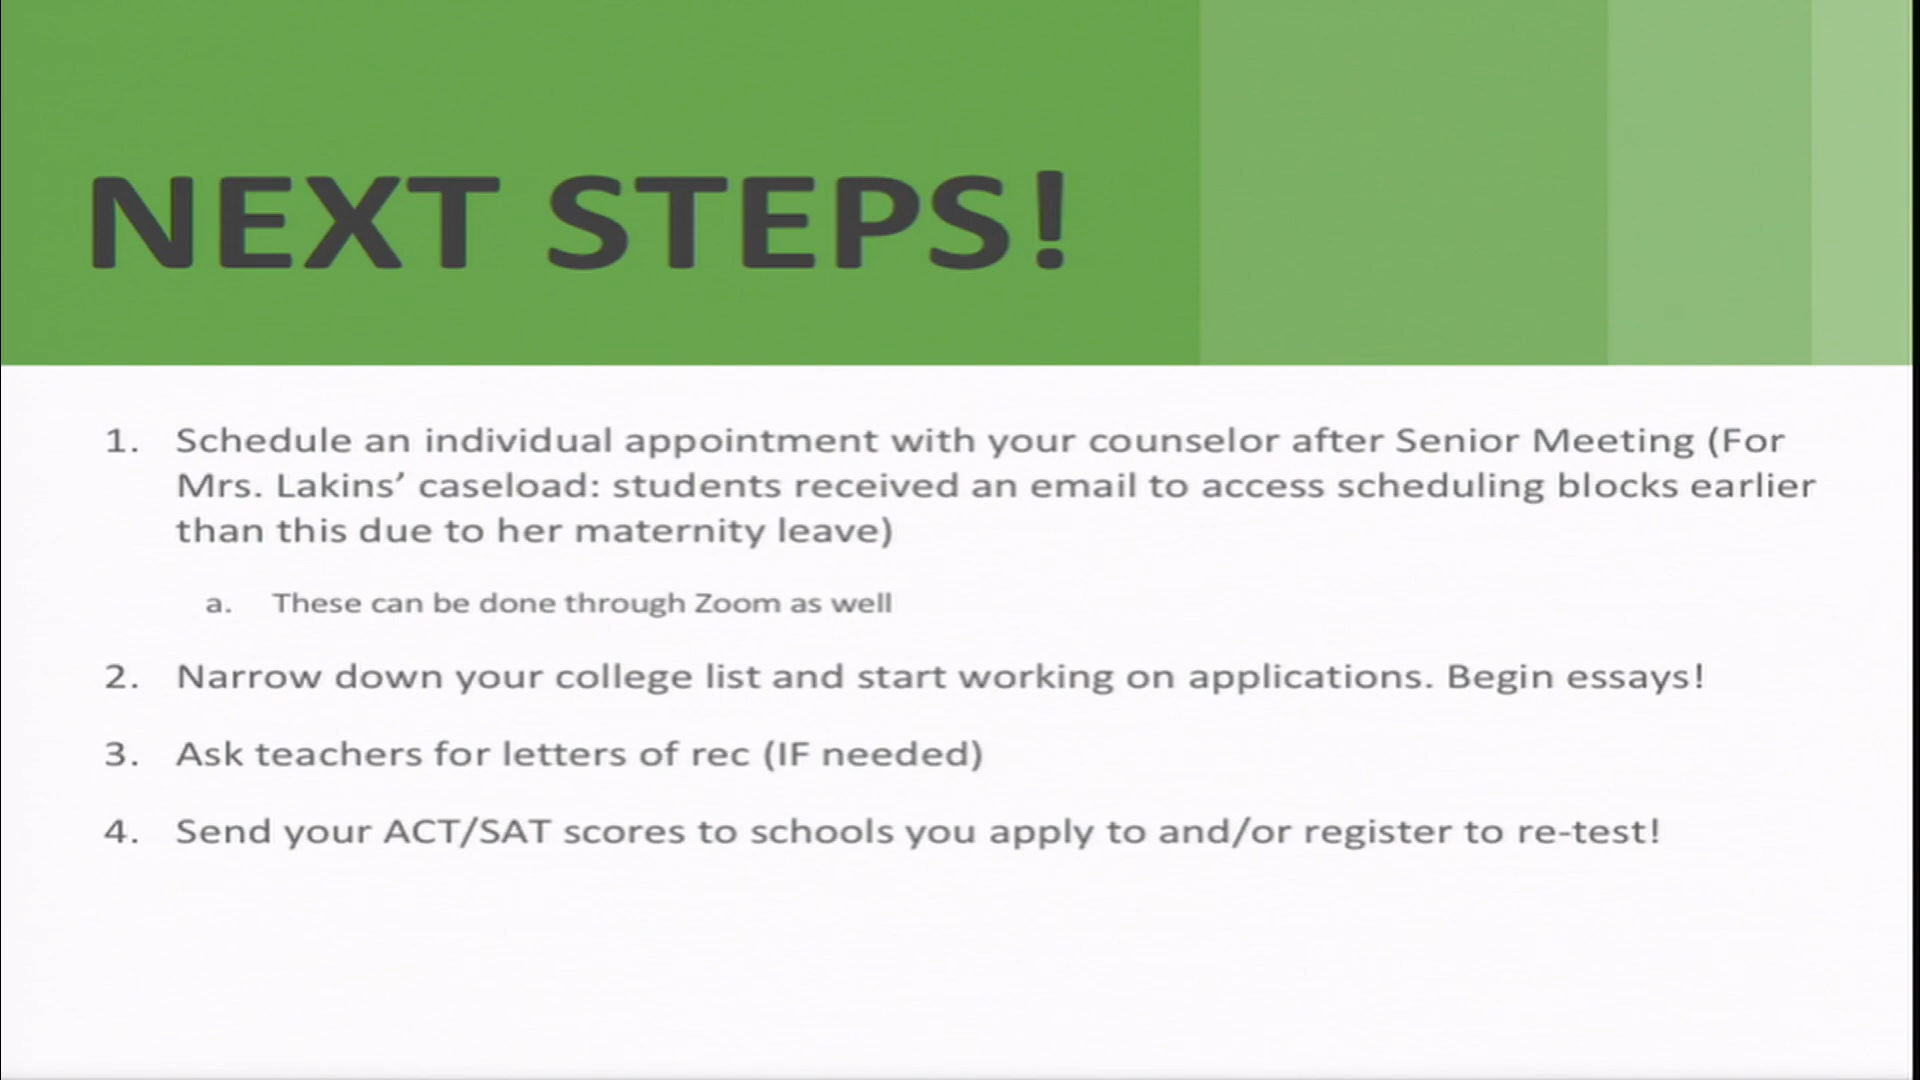 NEXT STEPS!
1. Schedule an individual appointment with your counselor after Senior Meeting (For
Mrs. Lakins’ caseload: students received an email to access scheduling blocks earlier
than this due to her maternity leave)
a. These can be done through Zoom as well
2. Narrow down your college list and start working on applications. Begin essays!
3. Ask teachers for letters of rec (IF needed)
4. Send your ACT/SAT scores to schools you apply to and/or register to re-test!